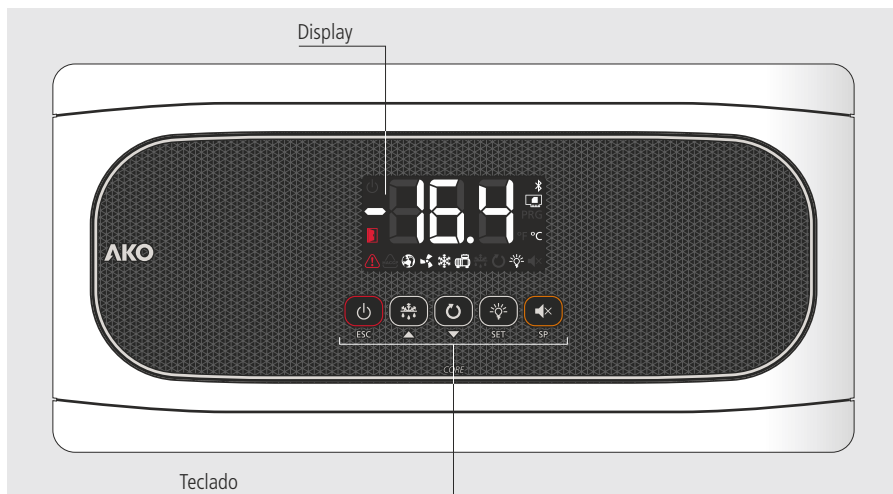 Display
-16.4
PRG
°F °C
AKO
ESC
SET
SP
CORE
Teclado